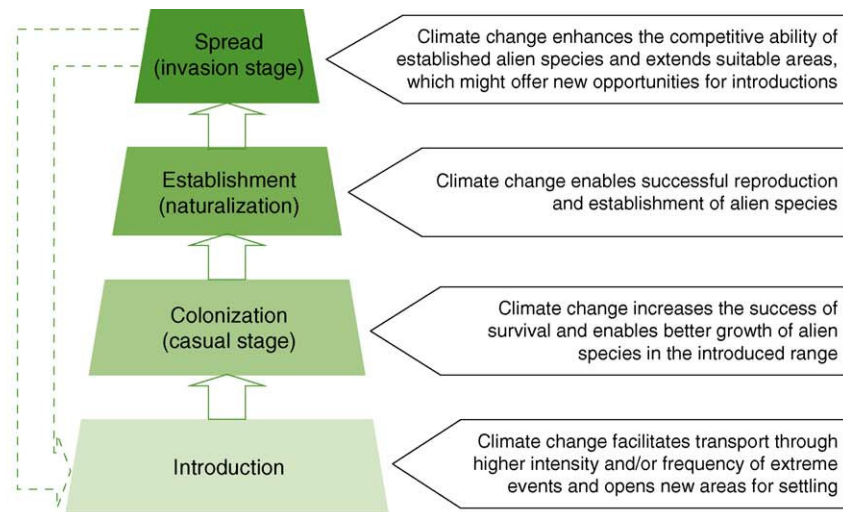 Spread
(invasion stage)
Climate change enhances the competitive ability of
established alien species and extends suitable areas,
which might offer new opportunities for introductions
Establishment
(naturalization)
Climate change enables successful reproduction
and establishment of alien species
Colonization
(casual stage)
Climate change increases the success of
survival and enables better growth of alien
species in the introduced range
Introduction
Climate change facilitates transport through
higher intensity and/or frequency of extreme
events and opens new areas for settling